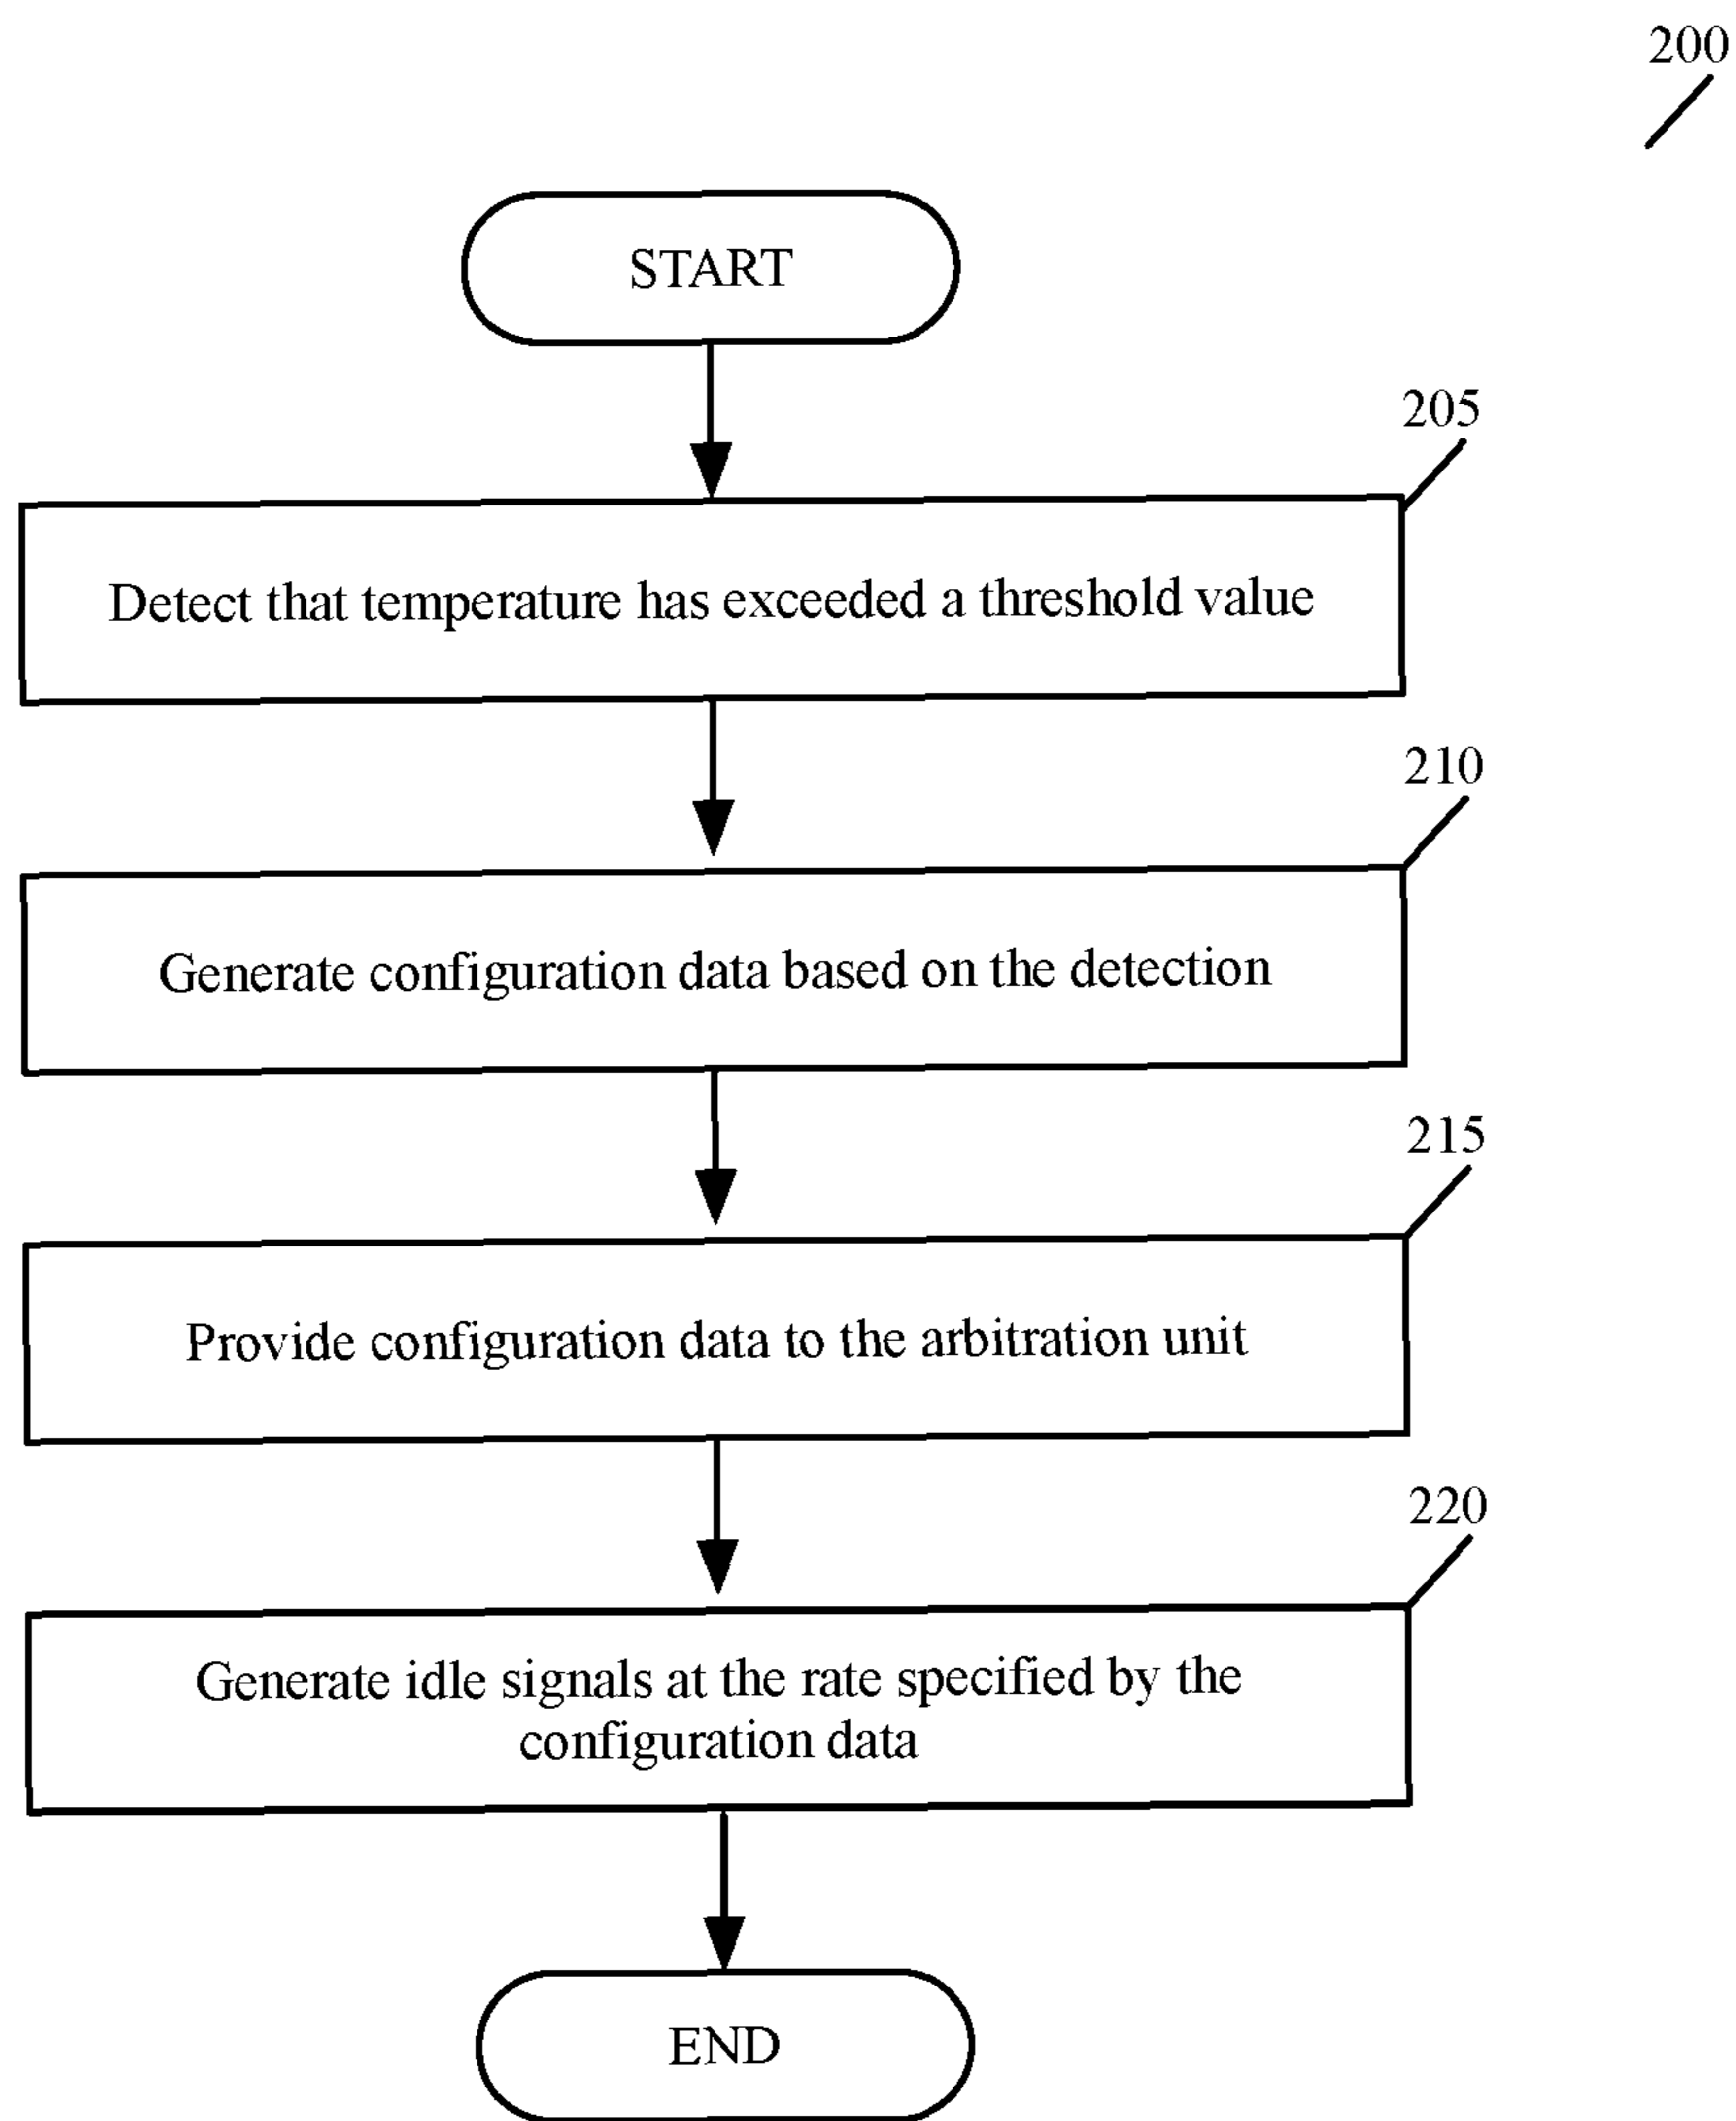 200
START
205
Detect that temperature has exceeded a threshold value
210
Generate configuration data based on the detection
215
Provide configuration data to the arbitration unit
220
Generate idle signals at the rate specified by the
configuration data
END